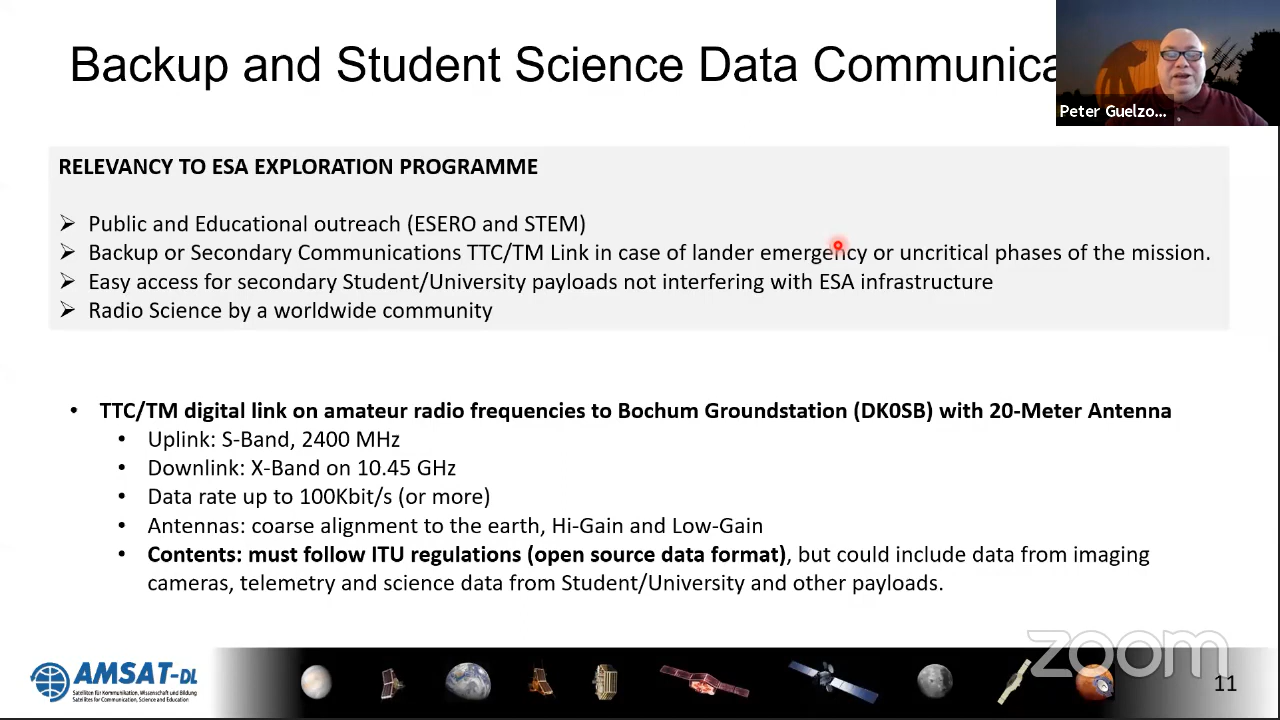 Backup and Student Science Data Communica
Peter Guelzo...
RELEVANCY TO ESA EXPLORATION PROGRAMME
➢ Public and Educational outreach (ESERO and STEM)
➢ Backup or Secondary Communications TTC/TM Link in case of lander emergency or uncritical phases of the mission.
➢ Easy access for secondary Student/University payloads not interfering with ESA infrastructure
➢ Radio Science by a worldwide community
• TTC/TM digital link on amateur radio frequencies to Bochum Groundstation (DK0SB) with 20-Meter Antenna
• Uplink: S-Band, 2400 MHz
• Downlink: X-Band on 10.45 GHz
• Data rate up to 100Kbit/s (or more)
• Antennas: coarse alignment to the earth, Hi-Gain and Low-Gain
• Contents: must follow ITU regulations (open source data format), but could include data from imaging
cameras, telemetry and science data from Student/University and other payloads.
AMSAT-DL
Satelliten für Kommunikation, Wissenschaft und Bildung
Satellites for Communication, Science and Education
zoom
11